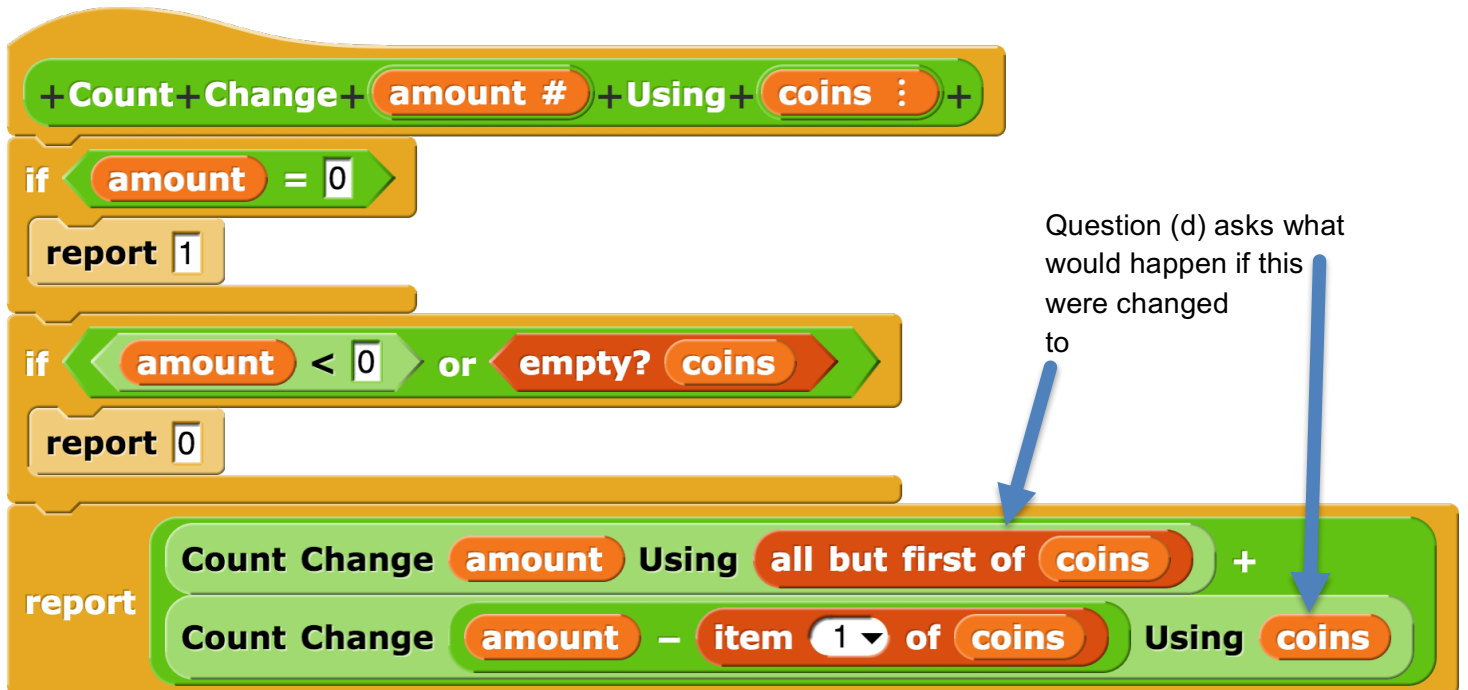 +Count+Change+ amount # +Using+ coins ⋮ +
if amount = 0
report 1
Question (d) asks what
would happen if this
were changed
to
if amount < 0 or empty? coins
report 0
report
Count Change amount Using all but first of coins +
Count Change amount – item 1 of coins Using coins